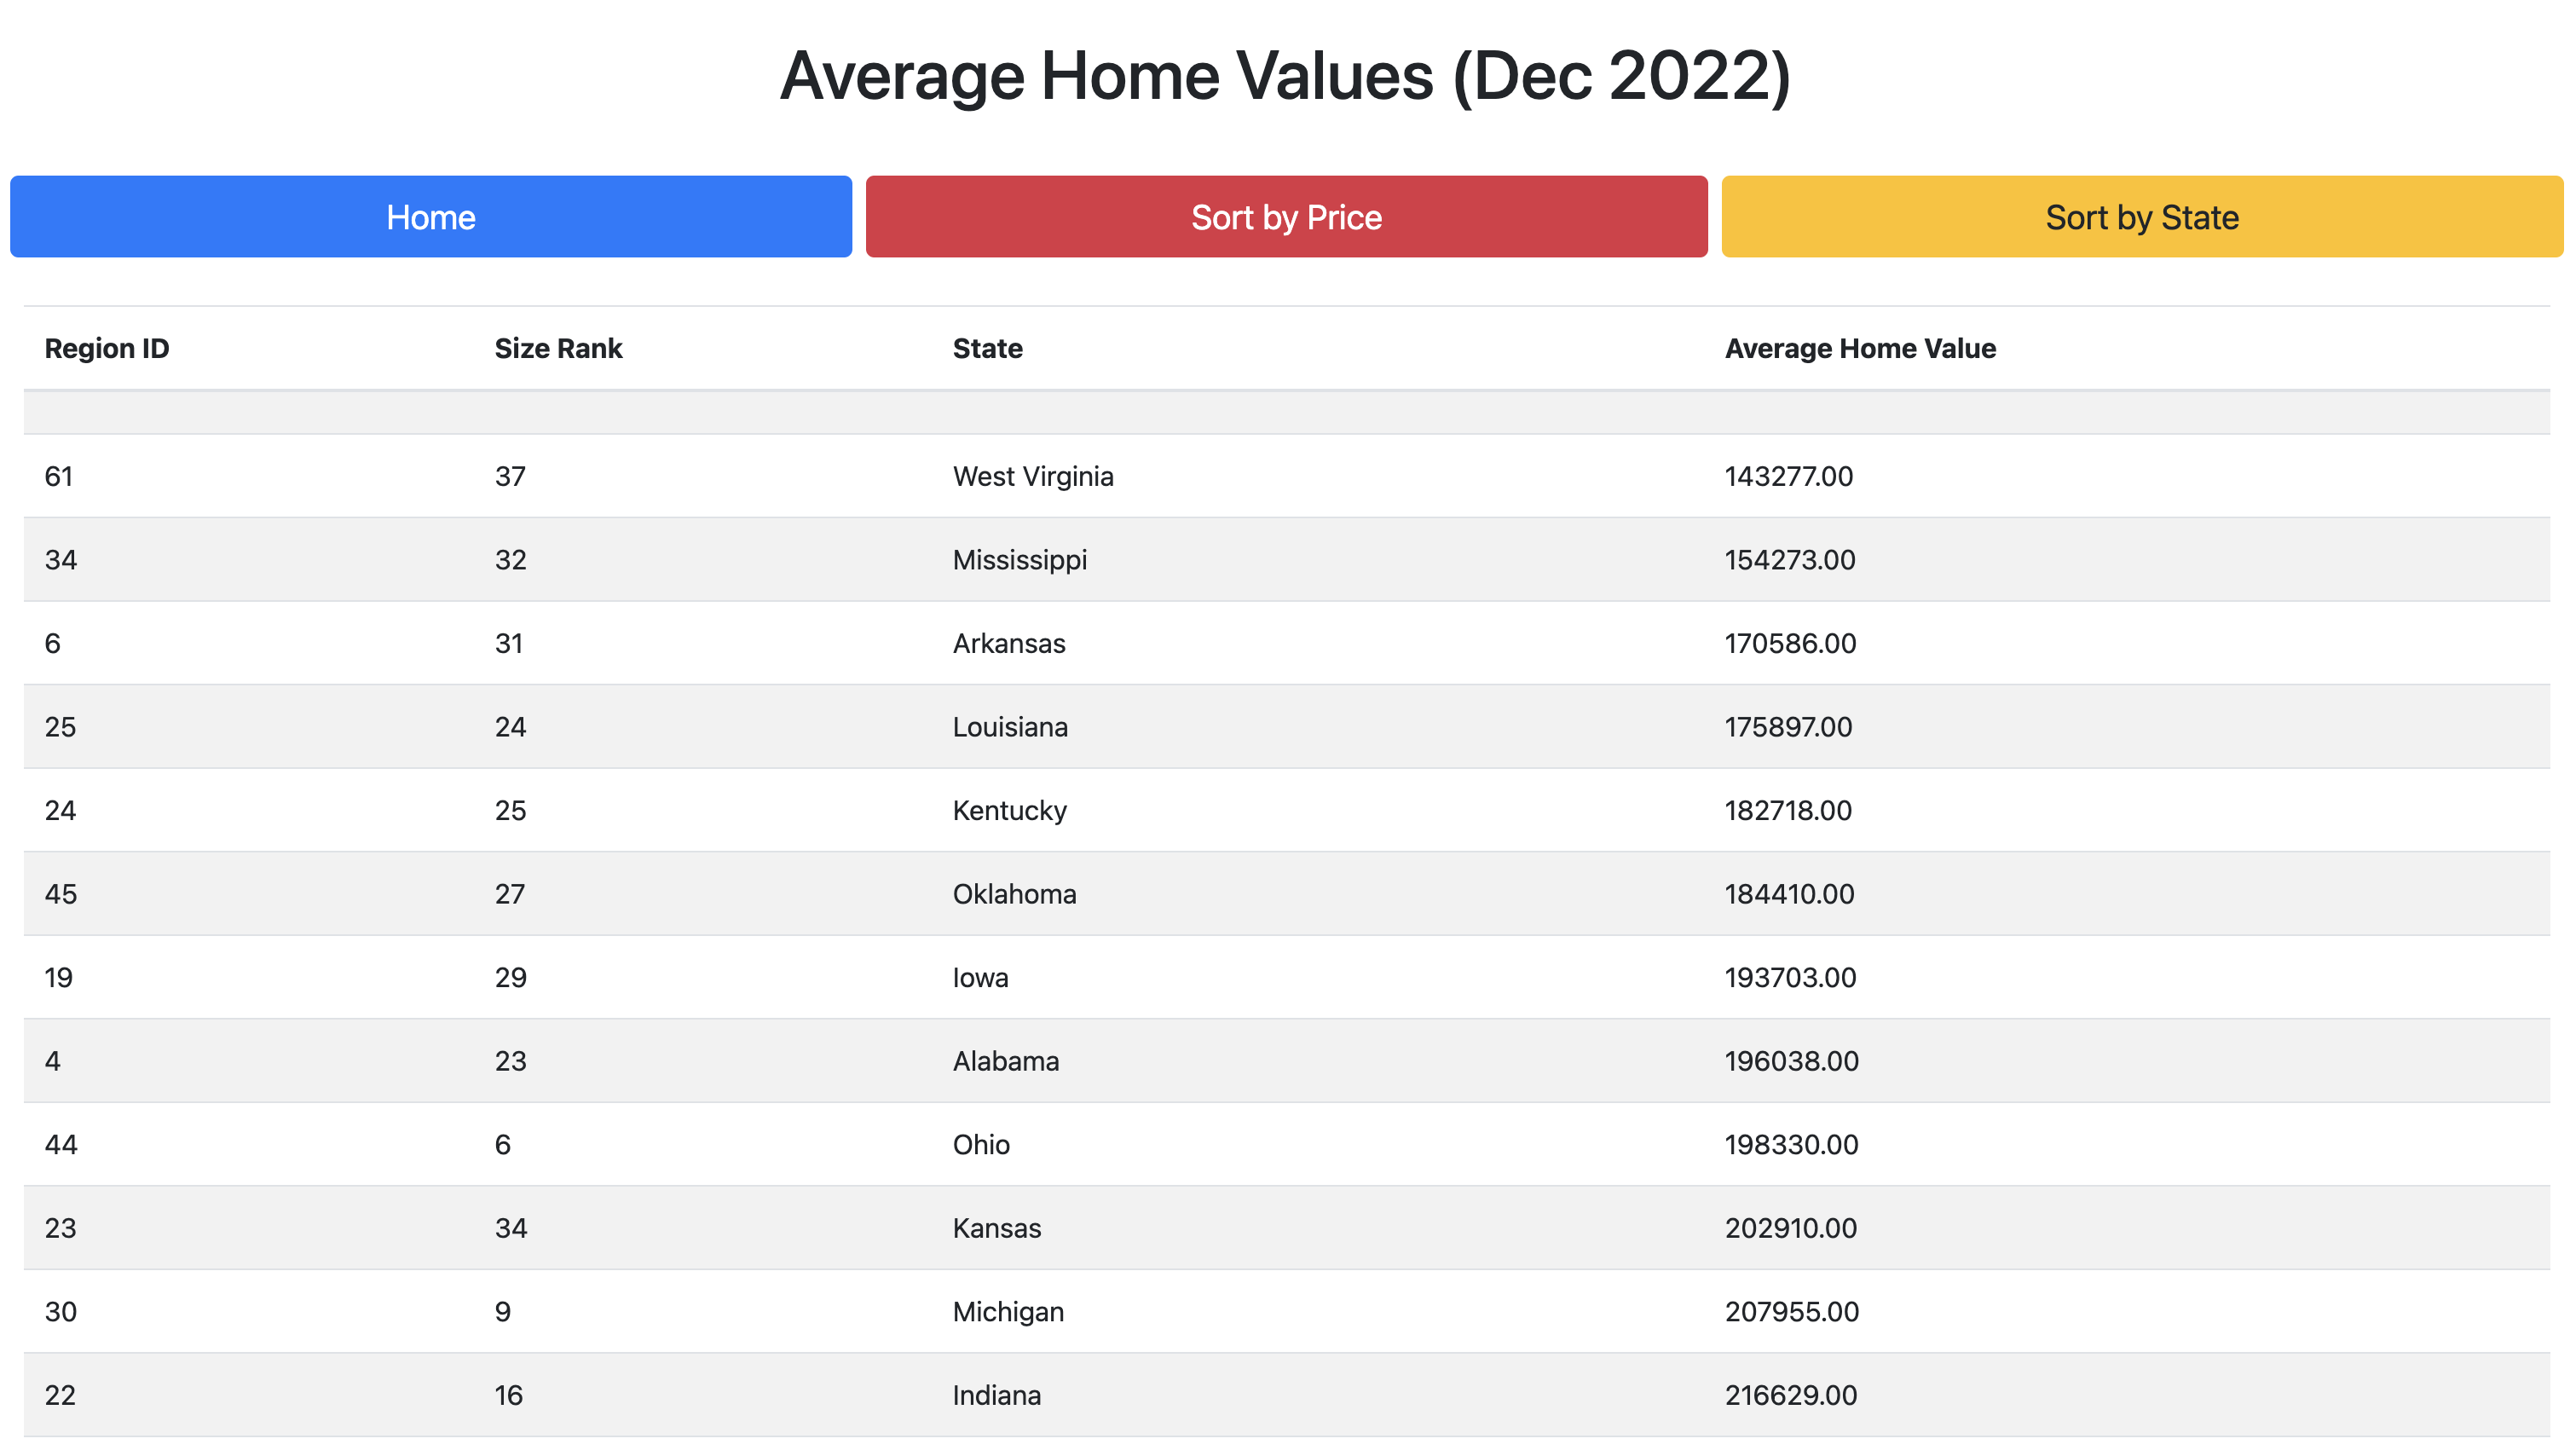 Average Home Values (Dec 2022)
Home Sort by Price Sort by State
Region ID Size Rank State Average Home Value
61 37 West Virginia 143277.00
34 32 Mississippi 154273.00
6 31 Arkansas 170586.00
25 24 Louisiana 175897.00
24 25 Kentucky 182718.00
45 27 Oklahoma 184410.00
19 29 Iowa 193703.00
4 23 Alabama 196038.00
44 6 Ohio 198330.00
23 34 Kansas 202910.00
30 9 Michigan 207955.00
22 16 Indiana 216629.00